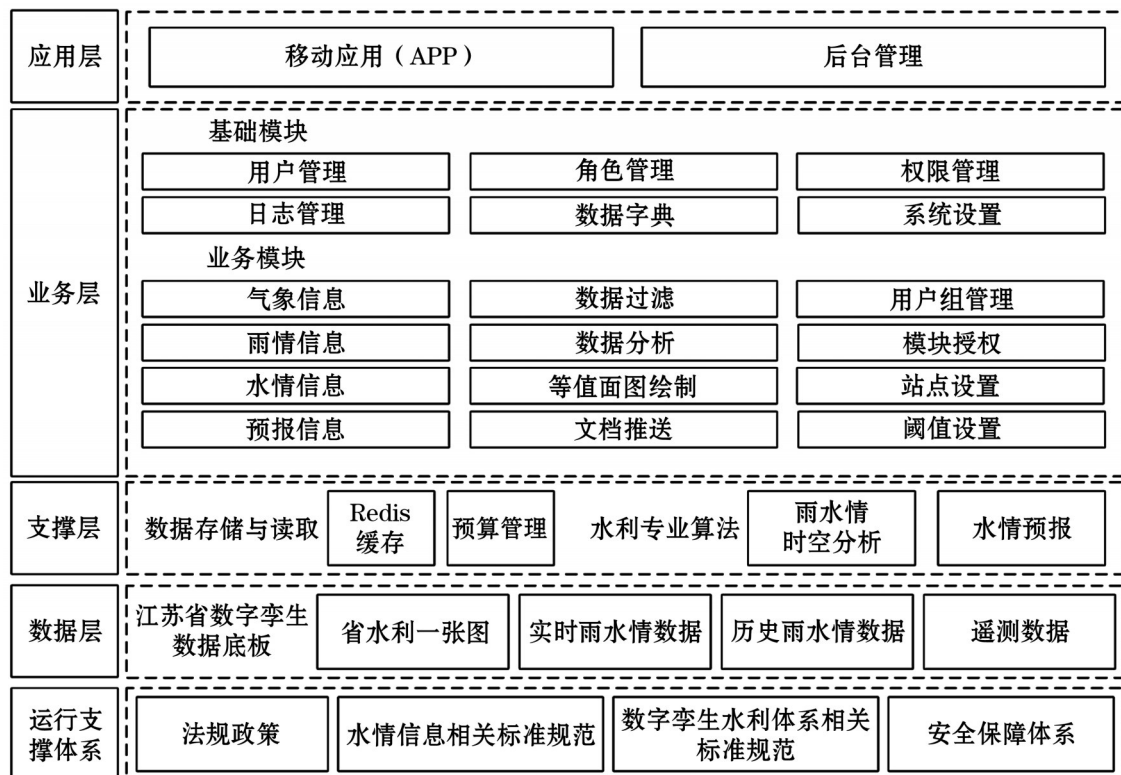 应用层
移动应用（APP）
后台管理
业务层
基础模块
用户管理
角色管理
权限管理
日志管理
数据字典
系统设置
业务模块
气象信息
数据过滤
用户组管理
雨情信息
数据分析
模块授权
水情信息
等值面图绘制
站点设置
预报信息
文档推送
阈值设置
支撑层
数据存储与读取
Redis
缓存
预算管理
水利专业算法
雨水情
时空分析
水情预报
数据层
江苏省数字孪生
数据底板
省水利一张图
实时雨水情数据
历史雨水情数据
遥测数据
运行支
撑体系
法规政策
水情信息相关标准规范
数字孪生水利体系相关
标准规范
安全保障体系